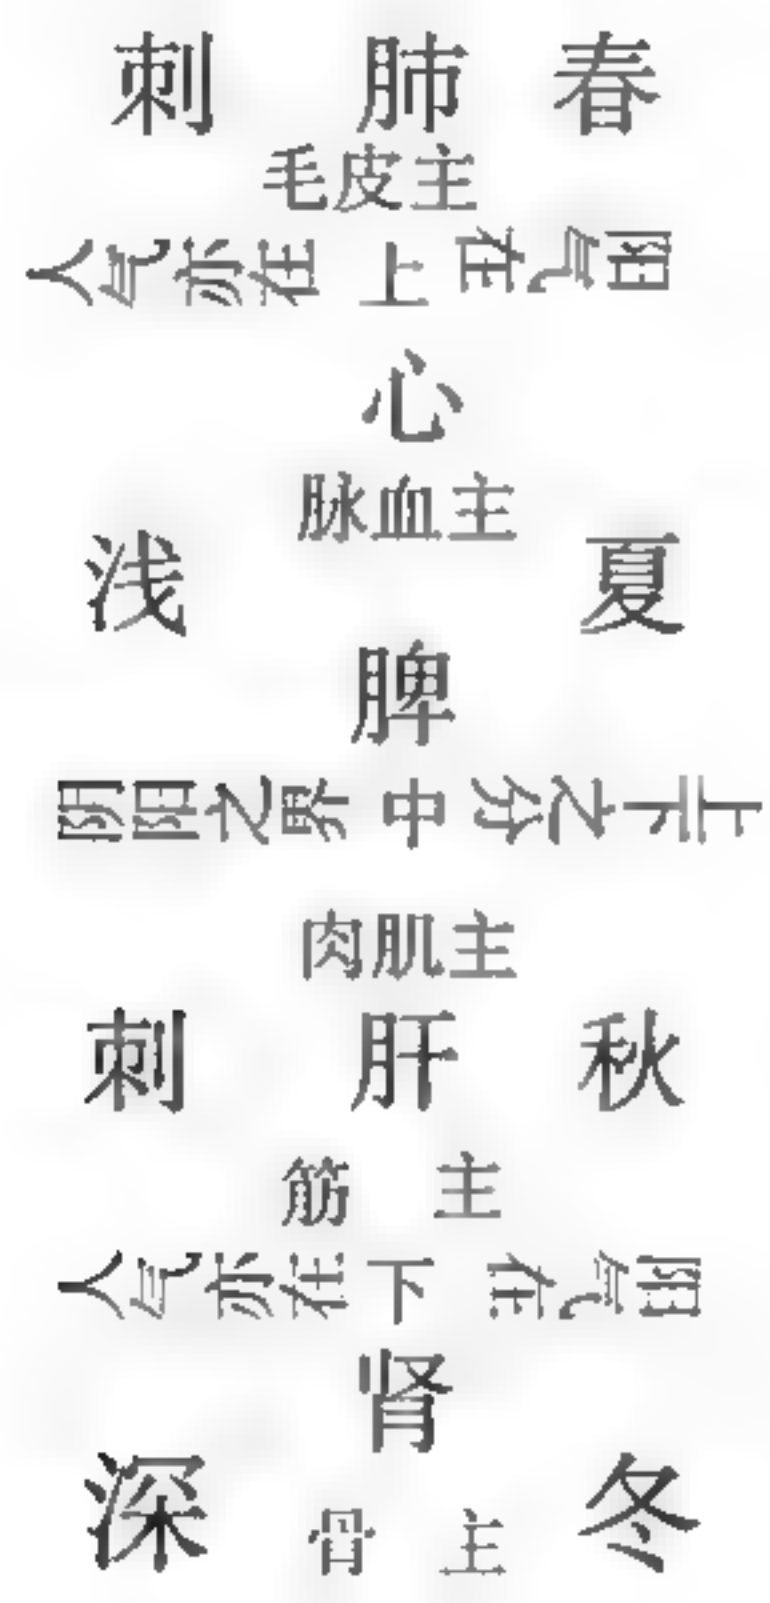 春 肺 刺
主皮毛
阳气在 上 人气亦在
心
主血脉
夏 浅
脾
上二下之分 中 阴阳之界
主肌肉
秋 肝 刺
主 筋
阳气在 下 人气亦在
肾
冬 深
主 骨